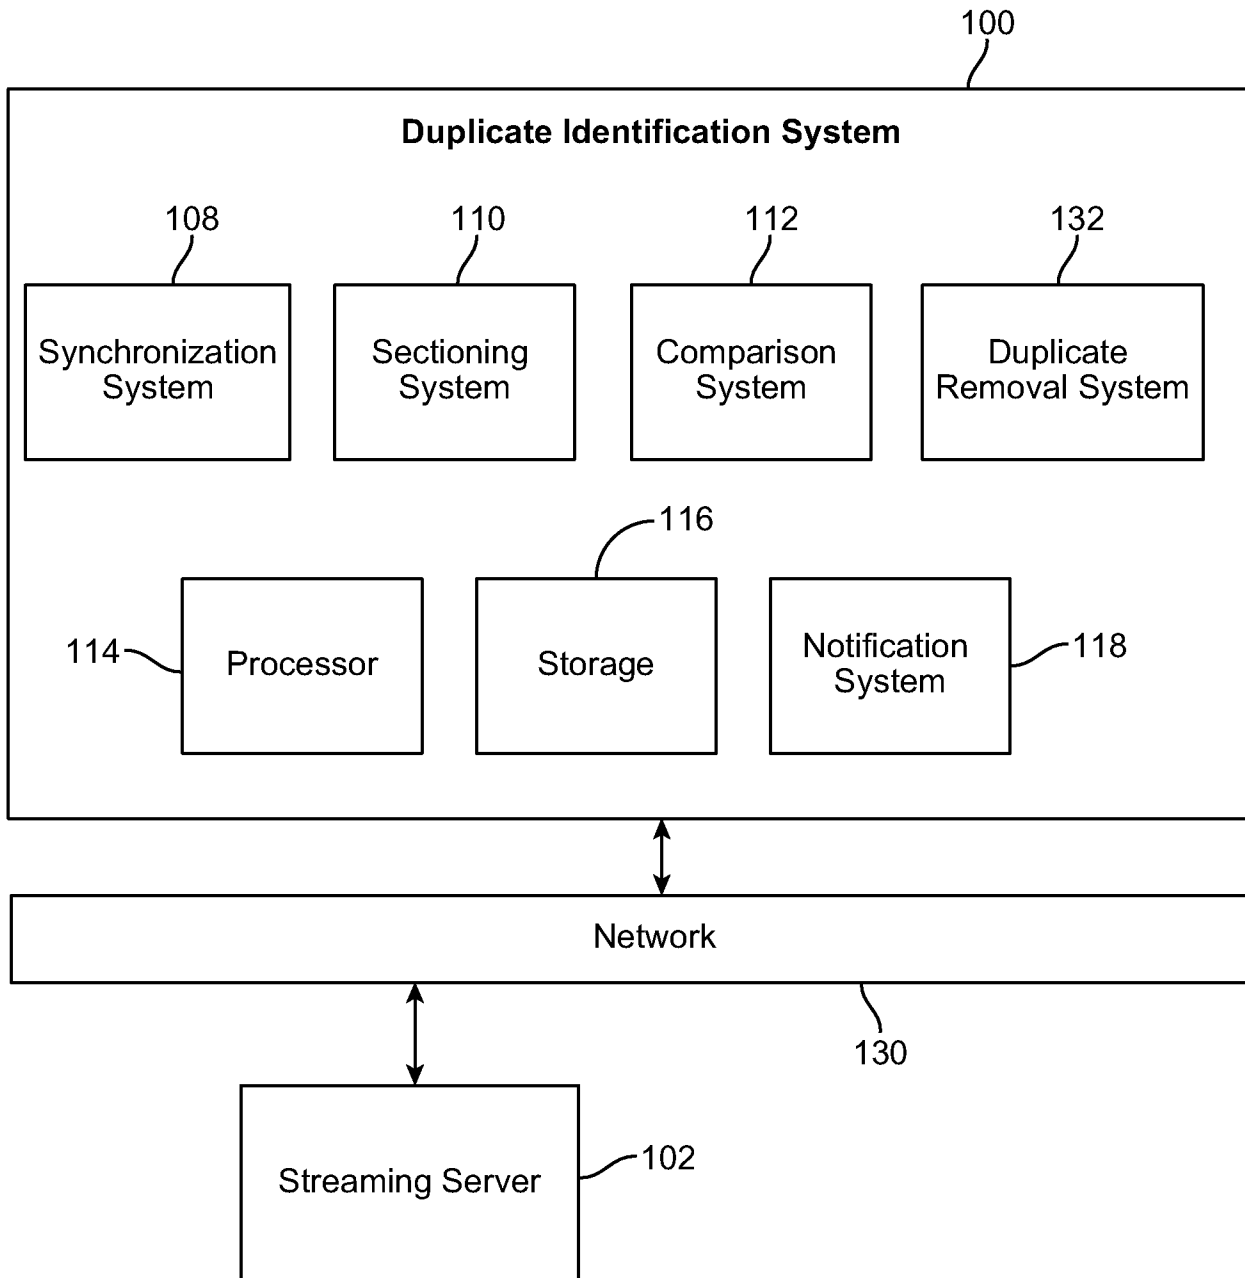 100
Duplicate Identification System
108
110
112
132
Synchronization
System
Sectioning
System
Comparison
System
Duplicate
Removal System
116
114
Processor
Storage
Notification
System
118
Network
130
Streaming Server
102